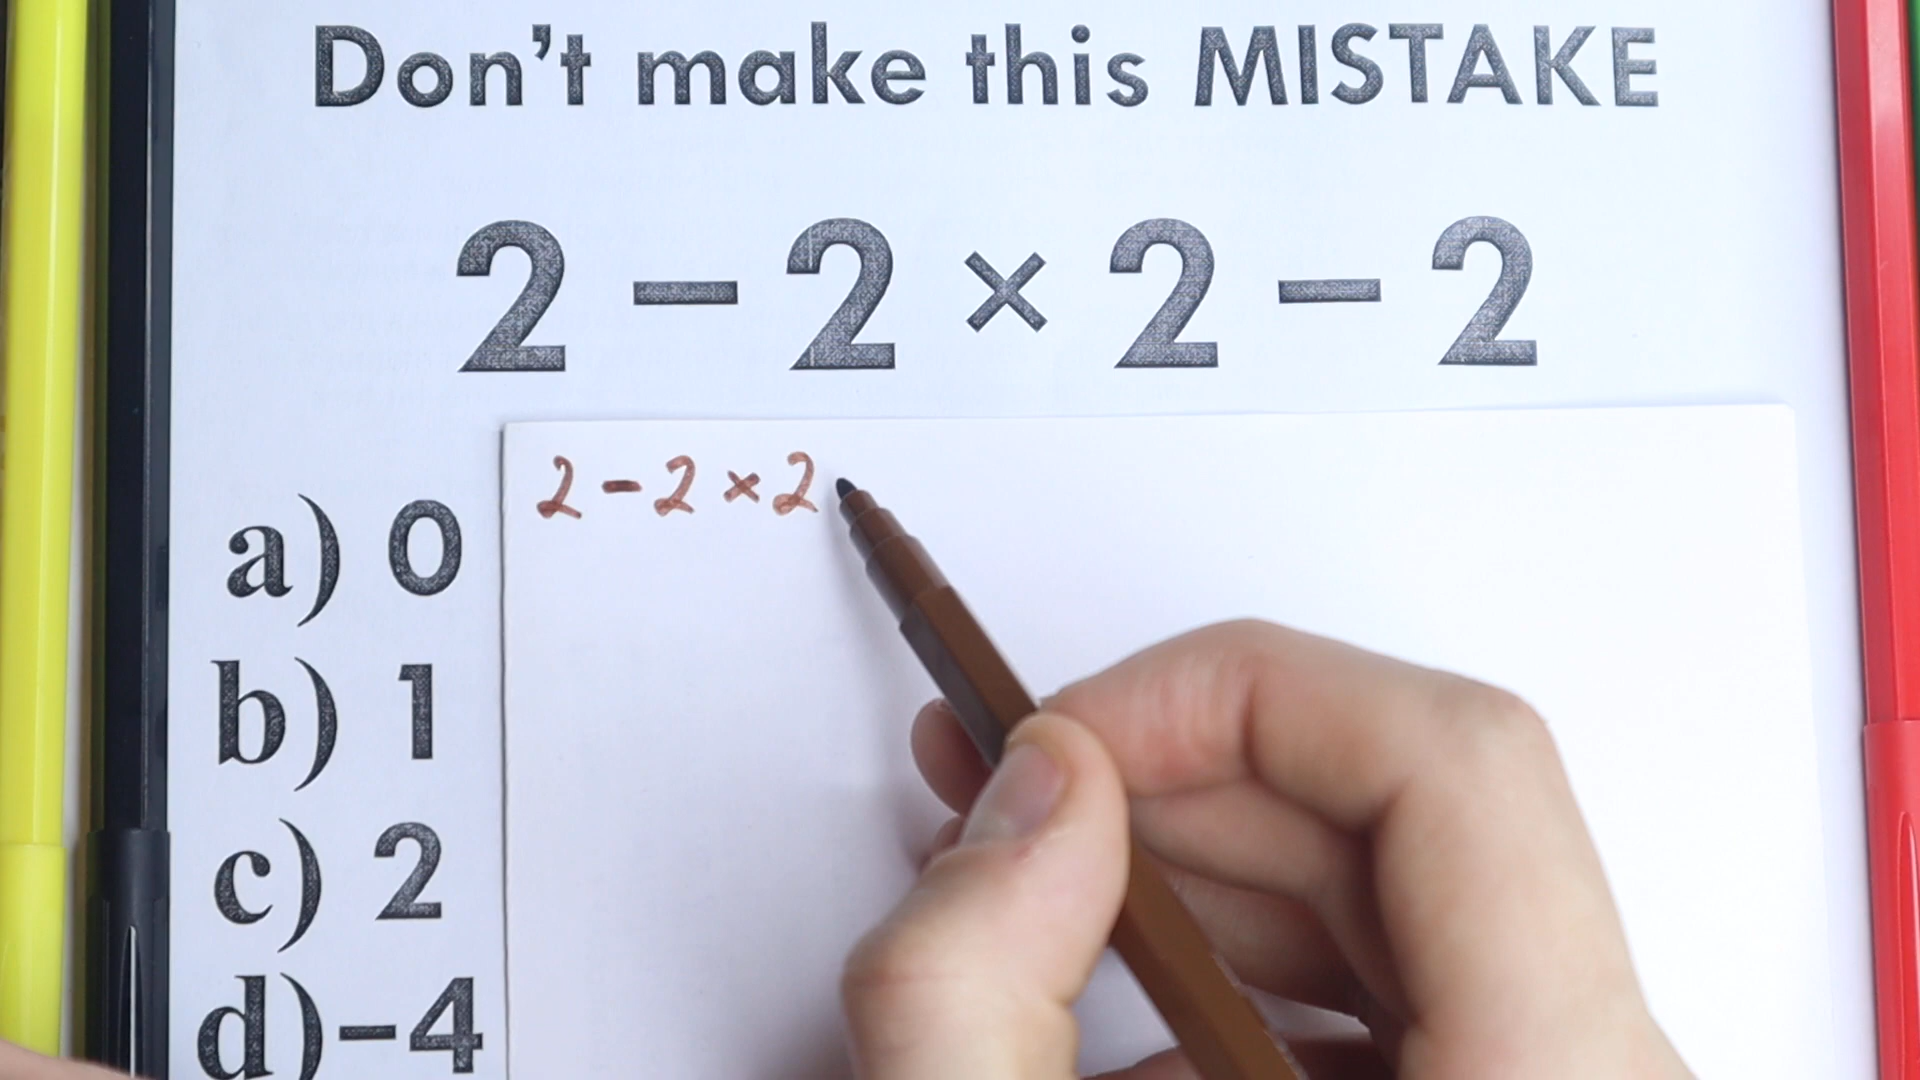 Don't make this MISTAKE
2 – 2 × 2 – 2
2 - 2 × 2
a) 0
b) 1
c) 2
d) –4